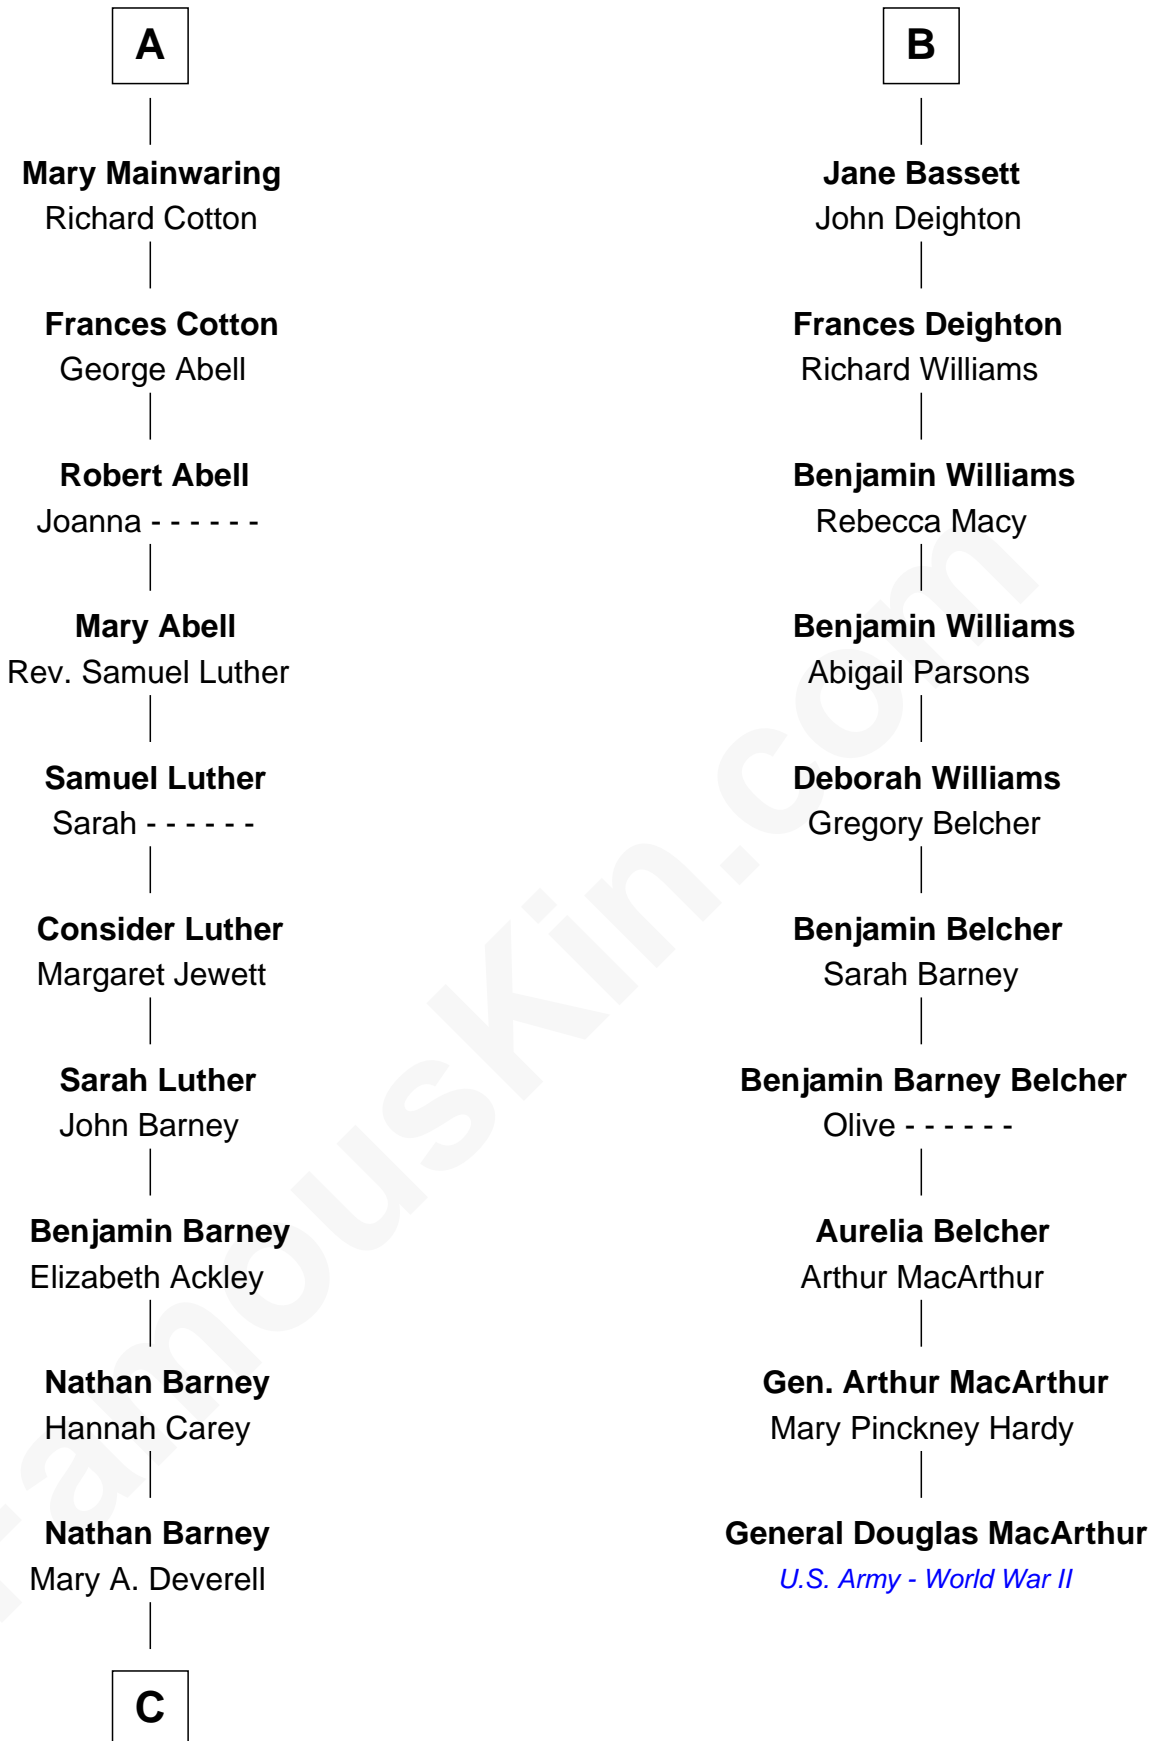 A
Mary Mainwaring
Richard Cotton
Frances Cotton
George Abell
Robert Abell
Joanna - - - - - -
Mary Abell
Rev. Samuel Luther
Samuel Luther
Sarah - - - - - -
Consider Luther
Margaret Jewett
Sarah Luther
John Barney
Benjamin Barney
Elizabeth Ackley
Nathan Barney
Hannah Carey
Nathan Barney
Mary A. Deverell
C
B
Jane Bassett
John Deighton
Frances Deighton
Richard Williams
Benjamin Williams
Rebecca Macy
Benjamin Williams
Abigail Parsons
Deborah Williams
Gregory Belcher
Benjamin Belcher
Sarah Barney
Benjamin Barney Belcher
Olive - - - - - -
Aurelia Belcher
Arthur MacArthur
Gen. Arthur MacArthur
Mary Pinckney Hardy
General Douglas MacArthur
U.S. Army - World War II
FamousKin.com